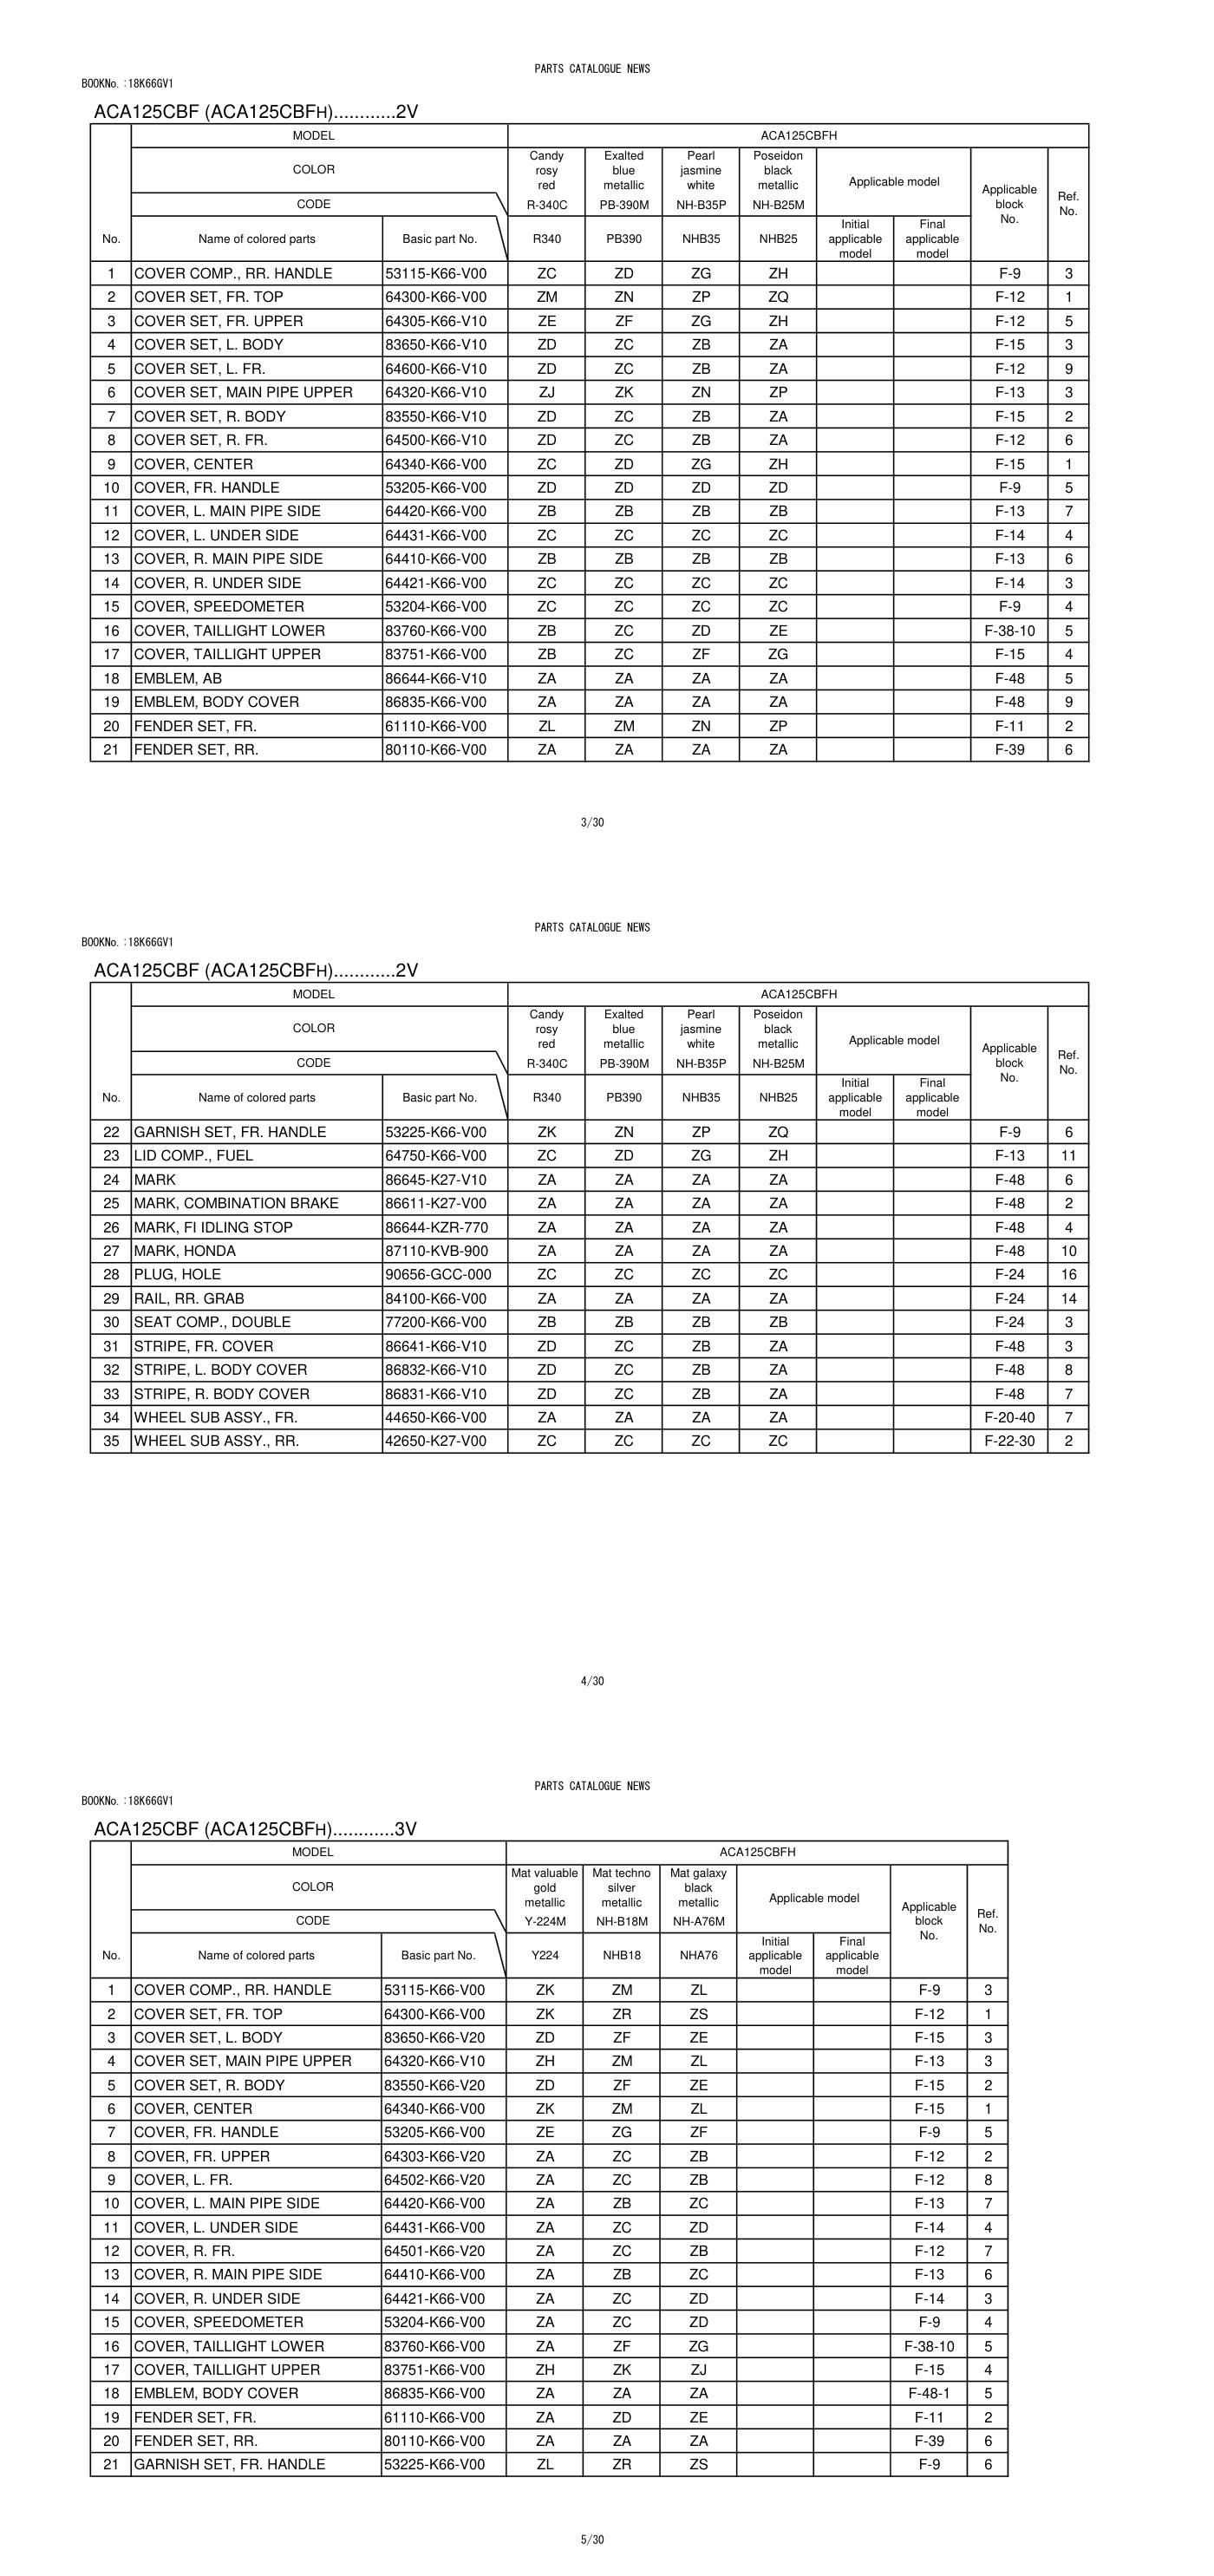 PARTS CATALOGUE NEWS
BOOKNo. :18K66GV1
ACA125CBF (ACA125CBFH)............2V
MODEL ACA125CBFH
COLOR Candy rosy red Exalted blue metallic Pearl jasmine white Poseidon black metallic Applicable model Applicable block No. Ref. No.
CODE R-340C PB-390M NH-B35P NH-B25M
No. Name of colored parts Basic part No. R340 PB390 NHB35 NHB25 Initial applicable model Final applicable model
1 COVER COMP., RR. HANDLE 53115-K66-V00 ZC ZD ZG ZH F-9 3
2 COVER SET, FR. TOP 64300-K66-V00 ZM ZN ZP ZQ F-12 1
3 COVER SET, FR. UPPER 64305-K66-V10 ZE ZF ZG ZH F-12 5
4 COVER SET, L. BODY 83650-K66-V10 ZD ZC ZB ZA F-15 3
5 COVER SET, L. FR. 64600-K66-V10 ZD ZC ZB ZA F-12 9
6 COVER SET, MAIN PIPE UPPER 64320-K66-V10 ZJ ZK ZN ZP F-13 3
7 COVER SET, R. BODY 83550-K66-V10 ZD ZC ZB ZA F-15 2
8 COVER SET, R. FR. 64500-K66-V10 ZD ZC ZB ZA F-12 6
9 COVER, CENTER 64340-K66-V00 ZC ZD ZG ZH F-15 1
10 COVER, FR. HANDLE 53205-K66-V00 ZD ZD ZD ZD F-9 5
11 COVER, L. MAIN PIPE SIDE 64420-K66-V00 ZB ZB ZB ZB F-13 7
12 COVER, L. UNDER SIDE 64431-K66-V00 ZC ZC ZC ZC F-14 4
13 COVER, R. MAIN PIPE SIDE 64410-K66-V00 ZB ZB ZB ZB F-13 6
14 COVER, R. UNDER SIDE 64421-K66-V00 ZC ZC ZC ZC F-14 3
15 COVER, SPEEDOMETER 53204-K66-V00 ZC ZC ZC ZC F-9 4
16 COVER, TAILLIGHT LOWER 83760-K66-V00 ZB ZC ZD ZE F-38-10 5
17 COVER, TAILLIGHT UPPER 83751-K66-V00 ZB ZC ZF ZG F-15 4
18 EMBLEM, AB 86644-K66-V10 ZA ZA ZA ZA F-48 5
19 EMBLEM, BODY COVER 86835-K66-V00 ZA ZA ZA ZA F-48 9
20 FENDER SET, FR. 61110-K66-V00 ZL ZM ZN ZP F-11 2
21 FENDER SET, RR. 80110-K66-V00 ZA ZA ZA ZA F-39 6
3/30
PARTS CATALOGUE NEWS
BOOKNo. :18K66GV1
ACA125CBF (ACA125CBFH)............2V
MODEL ACA125CBFH
COLOR Candy rosy red Exalted blue metallic Pearl jasmine white Poseidon black metallic Applicable model Applicable block No. Ref. No.
CODE R-340C PB-390M NH-B35P NH-B25M
No. Name of colored parts Basic part No. R340 PB390 NHB35 NHB25 Initial applicable model Final applicable model
22 GARNISH SET, FR. HANDLE 53225-K66-V00 ZK ZN ZP ZQ F-9 6
23 LID COMP., FUEL 64750-K66-V00 ZC ZD ZG ZH F-13 11
24 MARK 86645-K27-V10 ZA ZA ZA ZA F-48 6
25 MARK, COMBINATION BRAKE 86611-K27-V00 ZA ZA ZA ZA F-48 2
26 MARK, FI IDLING STOP 86644-KZR-770 ZA ZA ZA ZA F-48 4
27 MARK, HONDA 87110-KVB-900 ZA ZA ZA ZA F-48 10
28 PLUG, HOLE 90656-GCC-000 ZC ZC ZC ZC F-24 16
29 RAIL, RR. GRAB 84100-K66-V00 ZA ZA ZA ZA F-24 14
30 SEAT COMP., DOUBLE 77200-K66-V00 ZB ZB ZB ZB F-24 3
31 STRIPE, FR. COVER 86641-K66-V10 ZD ZC ZB ZA F-48 3
32 STRIPE, L. BODY COVER 86832-K66-V10 ZD ZC ZB ZA F-48 8
33 STRIPE, R. BODY COVER 86831-K66-V10 ZD ZC ZB ZA F-48 7
34 WHEEL SUB ASSY., FR. 44650-K66-V00 ZA ZA ZA ZA F-20-40 7
35 WHEEL SUB ASSY., RR. 42650-K27-V00 ZC ZC ZC ZC F-22-30 2
4/30
PARTS CATALOGUE NEWS
BOOKNo. :18K66GV1
ACA125CBF (ACA125CBFH)............3V
MODEL ACA125CBFH
COLOR Mat valuable gold metallic Mat techno silver metallic Mat galaxy black metallic Applicable model Applicable block No. Ref. No.
CODE Y-224M NH-B18M NH-A76M
No. Name of colored parts Basic part No. Y224 NHB18 NHA76 Initial applicable model Final applicable model
1 COVER COMP., RR. HANDLE 53115-K66-V00 ZK ZM ZL F-9 3
2 COVER SET, FR. TOP 64300-K66-V00 ZK ZR ZS F-12 1
3 COVER SET, L. BODY 83650-K66-V20 ZD ZF ZE F-15 3
4 COVER SET, MAIN PIPE UPPER 64320-K66-V10 ZH ZM ZL F-13 3
5 COVER SET, R. BODY 83550-K66-V20 ZD ZF ZE F-15 2
6 COVER, CENTER 64340-K66-V00 ZK ZM ZL F-15 1
7 COVER, FR. HANDLE 53205-K66-V00 ZE ZG ZF F-9 5
8 COVER, FR. UPPER 64303-K66-V20 ZA ZC ZB F-12 2
9 COVER, L. FR. 64502-K66-V20 ZA ZC ZB F-12 8
10 COVER, L. MAIN PIPE SIDE 64420-K66-V00 ZA ZB ZC F-13 7
11 COVER, L. UNDER SIDE 64431-K66-V00 ZA ZC ZD F-14 4
12 COVER, R. FR. 64501-K66-V20 ZA ZC ZB F-12 7
13 COVER, R. MAIN PIPE SIDE 64410-K66-V00 ZA ZB ZC F-13 6
14 COVER, R. UNDER SIDE 64421-K66-V00 ZA ZC ZD F-14 3
15 COVER, SPEEDOMETER 53204-K66-V00 ZA ZC ZD F-9 4
16 COVER, TAILLIGHT LOWER 83760-K66-V00 ZA ZF ZG F-38-10 5
17 COVER, TAILLIGHT UPPER 83751-K66-V00 ZH ZK ZJ F-15 4
18 EMBLEM, BODY COVER 86835-K66-V00 ZA ZA ZA F-48-1 5
19 FENDER SET, FR. 61110-K66-V00 ZA ZD ZE F-11 2
20 FENDER SET, RR. 80110-K66-V00 ZA ZA ZA F-39 6
21 GARNISH SET, FR. HANDLE 53225-K66-V00 ZL ZR ZS F-9 6
5/30